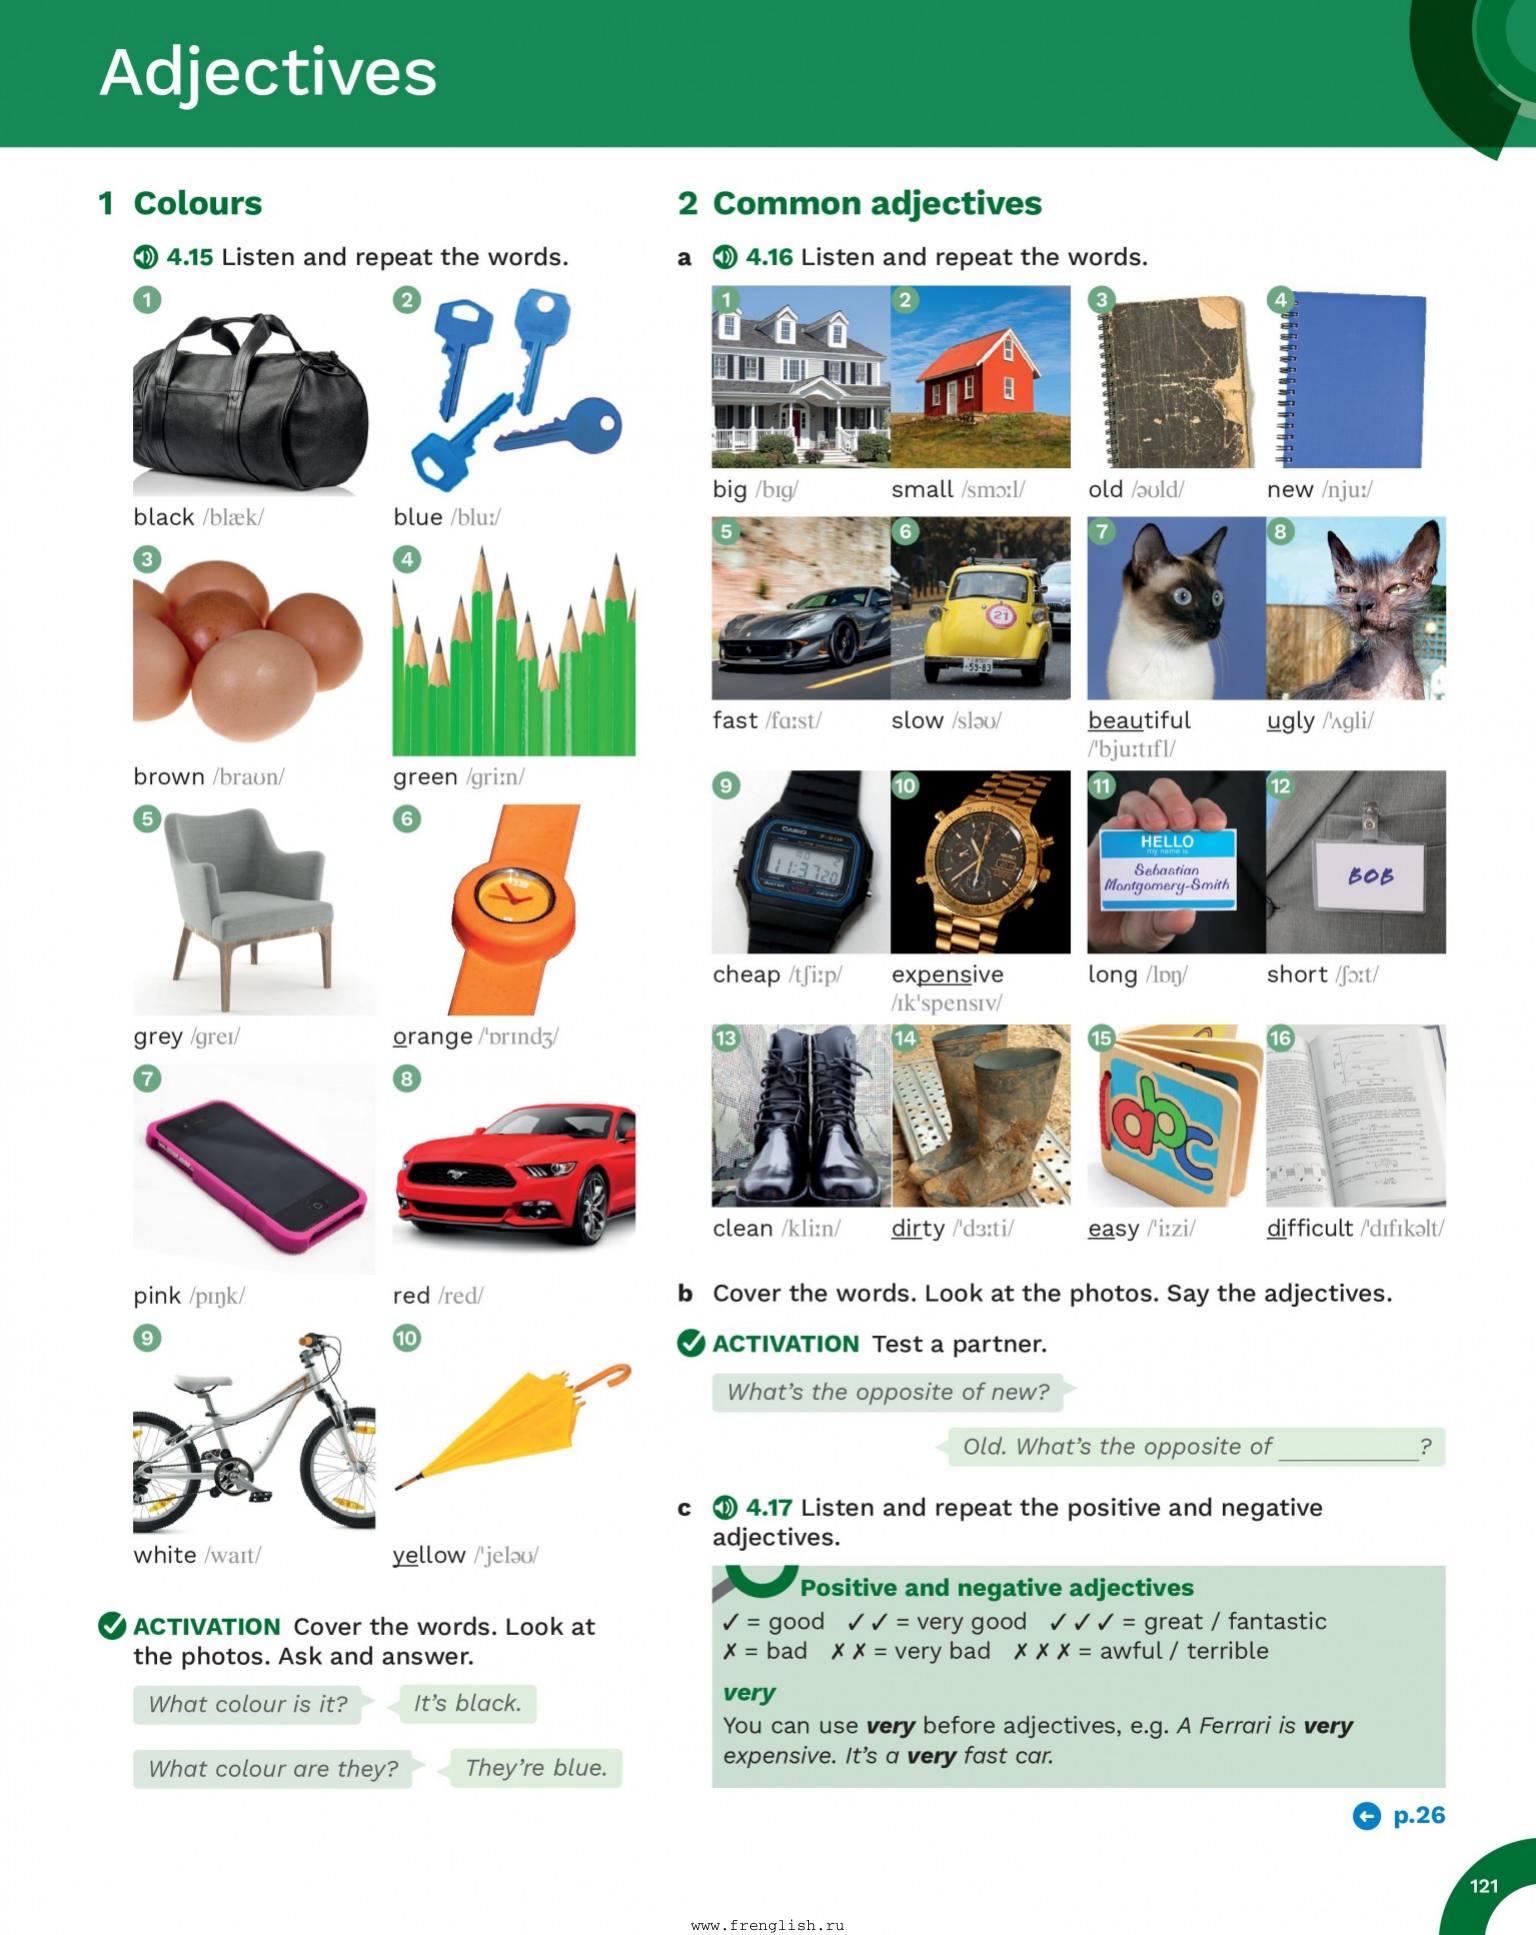 Adjectives
1 Colours
4.15 Listen and repeat the words.
1
2
black /blæk/
blue /bluː/
3
4
brown /braʊn/
green /ɡriːn/
5
6
grey /ɡreɪ/
orange /ˈɒrɪndʒ/
7
8
pink /pɪŋk/
red /red/
9
10
white /waɪt/
yellow /ˈjeləʊ/
ACTIVATION Cover the words. Look at
the photos. Ask and answer.
What colour is it?
It's black.
What colour are they?
They're blue.
2 Common adjectives
a 4.16 Listen and repeat the words.
1
2
3
4
big /bɪɡ/
small /smɔːl/
old /əʊld/
new /njuː/
5
6
21
59-83
7
8
fast /fɑːst/
slow /sləʊ/
beautiful
/ˈbjuːtɪfl/
ugly /ˈʌɡli/
9
CASIO
10
11
HELLO
my name is
Sebastian
Montgomery-Smith
12
BOB
cheap /tʃiːp/
expensive
/ɪkˈspensɪv/
long /lɒŋ/
short /ʃɔːt/
13
14
15
abc
16
clean /kliːn/
dirty /ˈdɜːti/
easy /ˈiːzi/
difficult /ˈdɪfɪkəlt/
b Cover the words. Look at the photos. Say the adjectives.
ACTIVATION Test a partner.
What's the opposite of new?
Old. What's the opposite of __________?
c 4.17 Listen and repeat the positive and negative
adjectives.
Positive and negative adjectives
✓ = good ✓✓ = very good ✓✓✓ = great / fantastic
✗ = bad ✗✗ = very bad ✗✗✗ = awful / terrible
very
You can use very before adjectives, e.g. A Ferrari is very
expensive. It's a very fast car.
p.26
121
www.frenglish.ru